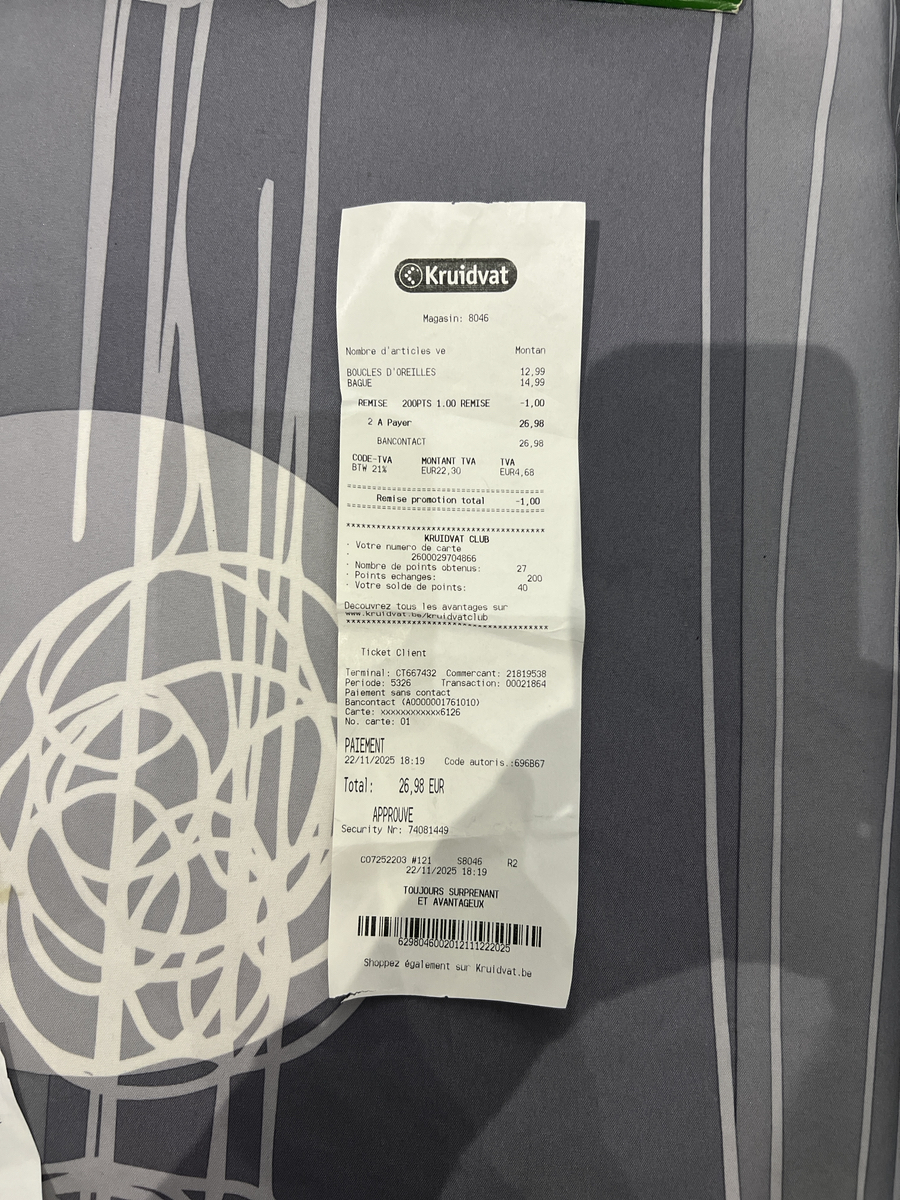 Kruidvat
Magasin: 8046
Nombre d'articles ve Montan
BOUCLES D'OREILLES 12,99
BAGUE 14,99
REMISE 200PTS 1.00 REMISE -1,00
2 A Payer 26,98
BANCONTACT 26,98
CODE-TVA MONTANT TVA TVA
BTW 21% EUR22,30 EUR4,68
==========================================
Remise promotion total -1,00
==========================================
******************************************
KRUIDVAT CLUB
· Votre numero de carte
· 2600029704866
· Nombre de points obtenus: 27
· Points echanges: 200
· Votre solde de points: 40
Decouvrez tous les avantages sur
www.kruidvat.be/kruidvatclub
******************************************
Ticket Client
Terminal: CT667432 Commercant: 21819538
Periode: 5326 Transaction: 00021864
Paiement sans contact
Bancontact (A0000001761010)
Carte: xxxxxxxxxxxx6126
No. carte: 01
PAIEMENT
22/11/2025 18:19 Code autoris.:696B67
Total: 26,98 EUR
APPROUVE
Security Nr: 74081449
C07252203 #121 S8046 R2
22/11/2025 18:19
TOUJOURS SURPRENANT
ET AVANTAGEUX
6298046002012111222025
Shoppez également sur Kruidvat.be